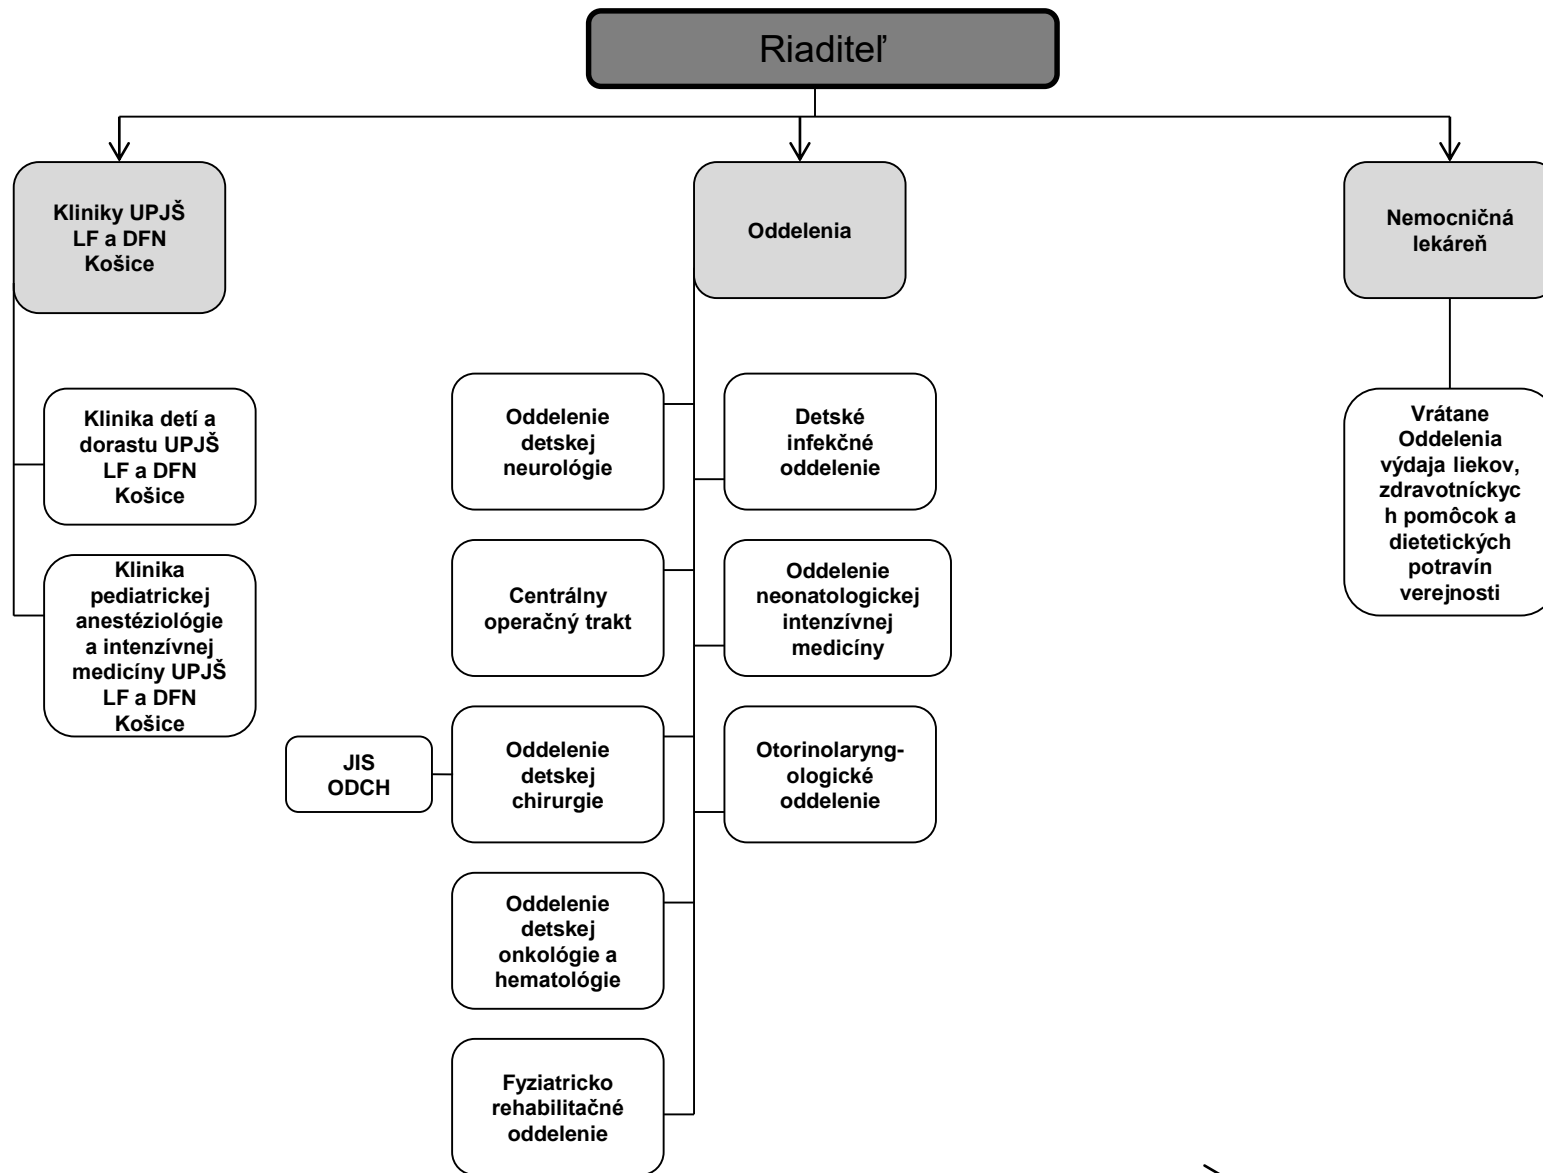 Riaditeľ
Kliniky UPJŠ
LF a DFN
Košice
Oddelenia
Nemocničná
lekáreň
Klinika detí a
dorastu UPJŠ
LF a DFN
Košice
Klinika
pediatrickej
anestéziológie
a intenzívnej
medicíny UPJŠ
LF a DFN
Košice
Oddelenie
detskej
neurológie
Detské
infekčné
oddelenie
Centrálny
operačný trakt
Oddelenie
neonatologickej
intenzívnej
medicíny
JIS
ODCH
Oddelenie
detskej
chirurgie
Otorinolaryng-
ologické
oddelenie
Oddelenie
detskej
onkológie a
hematológie
Fyziatricko
rehabilitačné
oddelenie
Vrátane
Oddelenia
výdaja liekov,
zdravotníckyc
h pomôcok a
dietetických
potravín
verejnosti